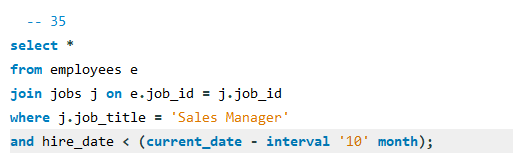 -- 35
select *
from employees e
join jobs j on e.job_id = j.job_id
where j.job_title = 'Sales Manager'
and hire_date < (current_date - interval '10' month);